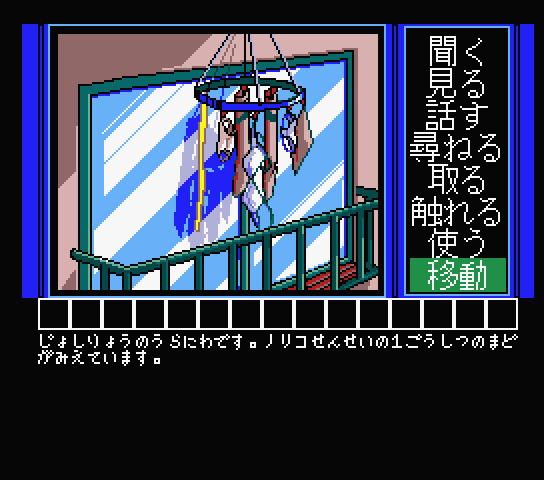 聞く
見る
話す
尋ねる
取る
触れる
使う
移動
じょしりょうのうらにわです。ノリコせんせいの1ごうしつのまど
がみえています。